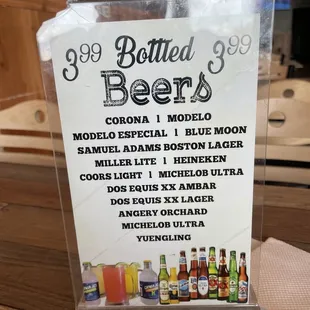 3.99 Bottled 3.99
Beers
CORONA | MODELO
MODELO ESPECIAL | BLUE MOON
SAMUEL ADAMS BOSTON LAGER
MILLER LITE | HEINEKEN
COORS LIGHT | MICHELOB ULTRA
DOS EQUIS XX AMBAR
DOS EQUIS XX LAGER
ANGERY ORCHARD
MICHELOB ULTRA
YUENGLING